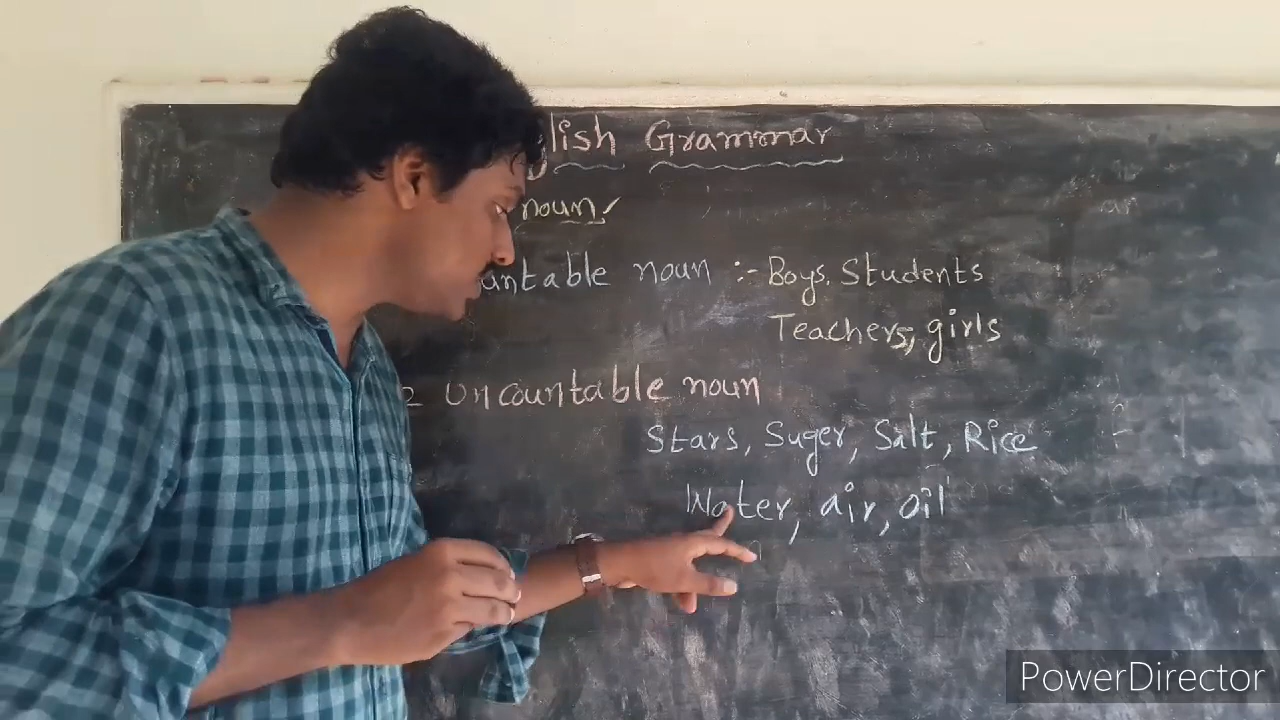 glish Grammar
noun
untable noun :- Boys. Students
Teachers, girls
2 Uncountable noun
Stars, Suger, Salt, Rice
Water, air, oil
PowerDirector